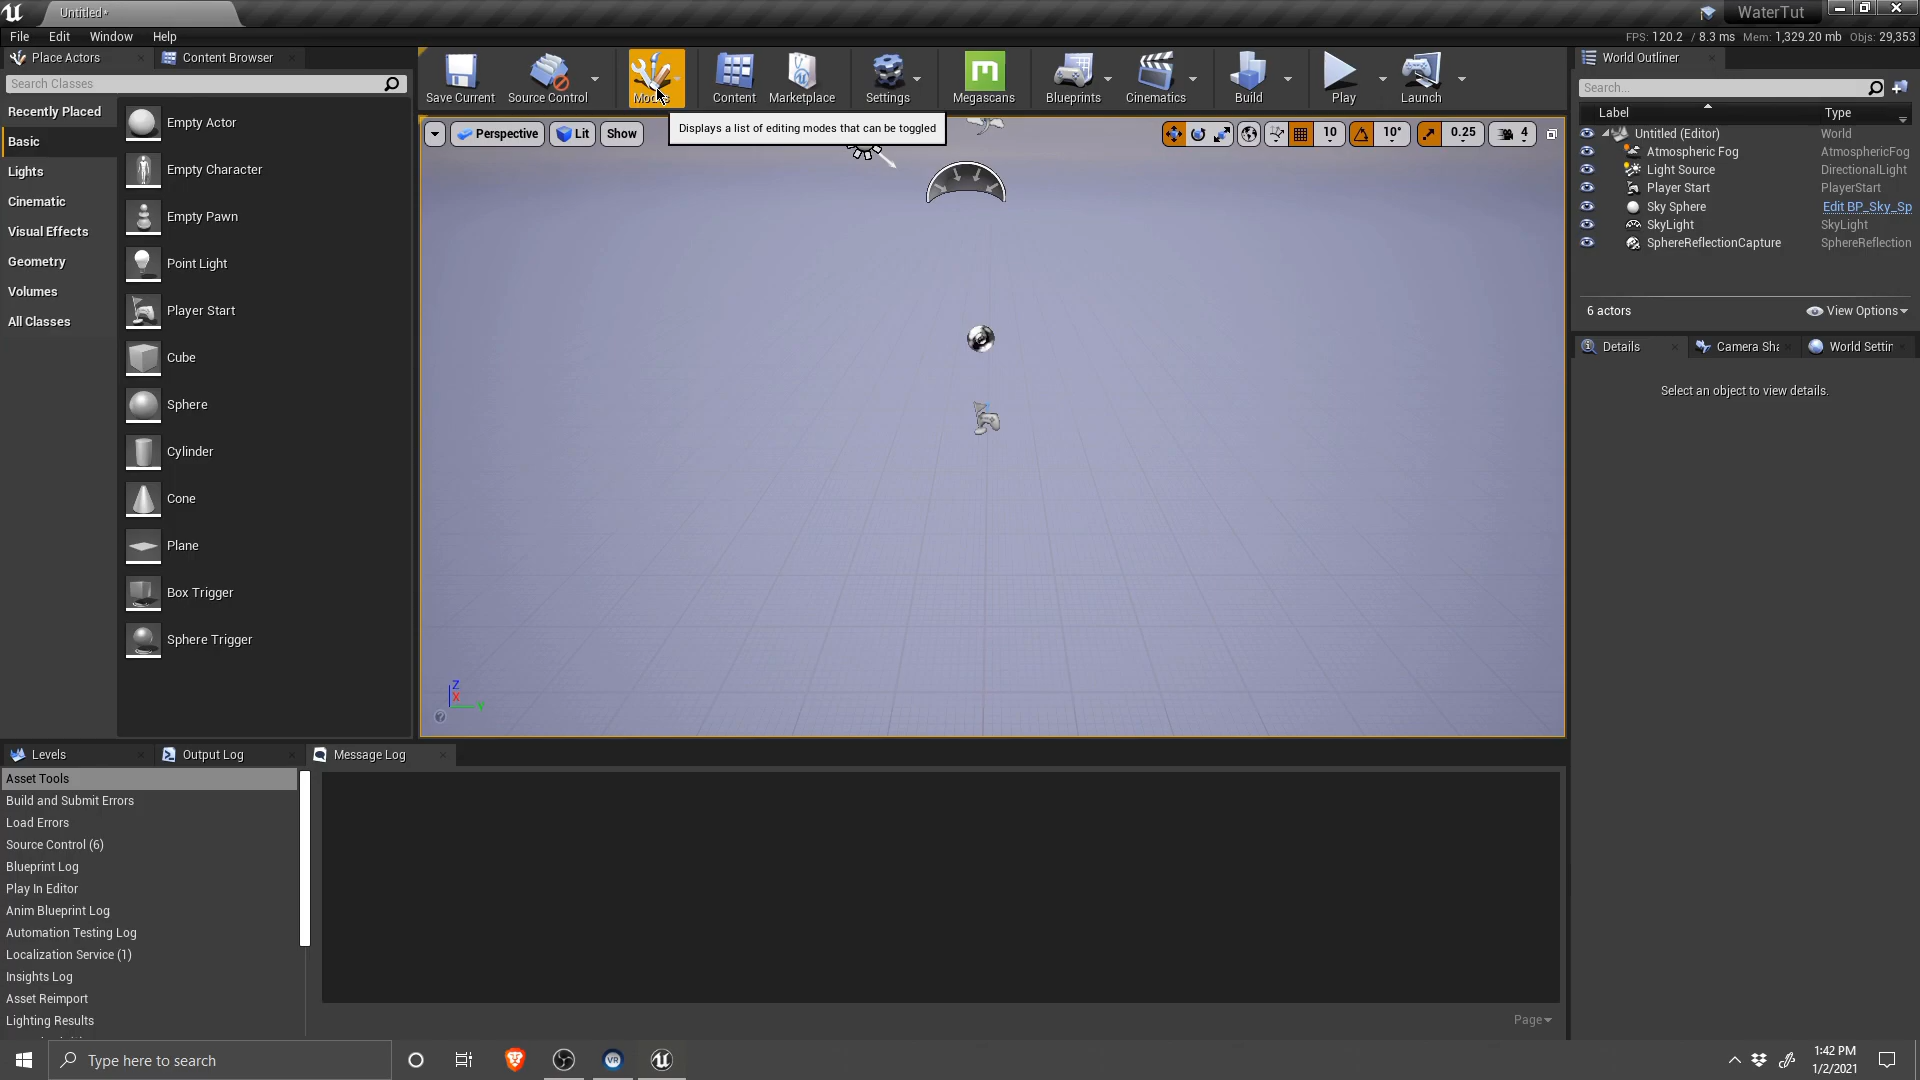 Untitled*
WaterTut
File Edit Window Help
FPS: 120.2 / 8.3 ms Mem: 1,329.20 mb Objs: 29,353
Place Actors
Content Browser
Search Classes
Recently Placed
Basic
Lights
Cinematic
Visual Effects
Geometry
Volumes
All Classes
Empty Actor
Empty Character
Empty Pawn
Point Light
Player Start
Cube
Sphere
Cylinder
Cone
Plane
Box Trigger
Sphere Trigger
Save Current
Source Control
Content
Marketplace
Settings
Megascans
Blueprints
Cinematics
Build
Play
Launch
Displays a list of editing modes that can be toggled
Perspective
Lit
Show
10
10°
0.25
4
Z
X
Y
World Outliner
Search...
Label Type
Untitled (Editor) World
Atmospheric Fog AtmosphericFog
Light Source DirectionalLight
Player Start PlayerStart
Sky Sphere Edit BP_Sky_Sp
SkyLight SkyLight
SphereReflectionCapture SphereReflection
6 actors
View Options
Details
Camera Sha
World Settin
Select an object to view details.
Levels
Output Log
Message Log
Asset Tools
Build and Submit Errors
Load Errors
Source Control (6)
Blueprint Log
Play In Editor
Anim Blueprint Log
Automation Testing Log
Localization Service (1)
Insights Log
Asset Reimport
Lighting Results
Page
Type here to search
VR
1:42 PM
1/2/2021